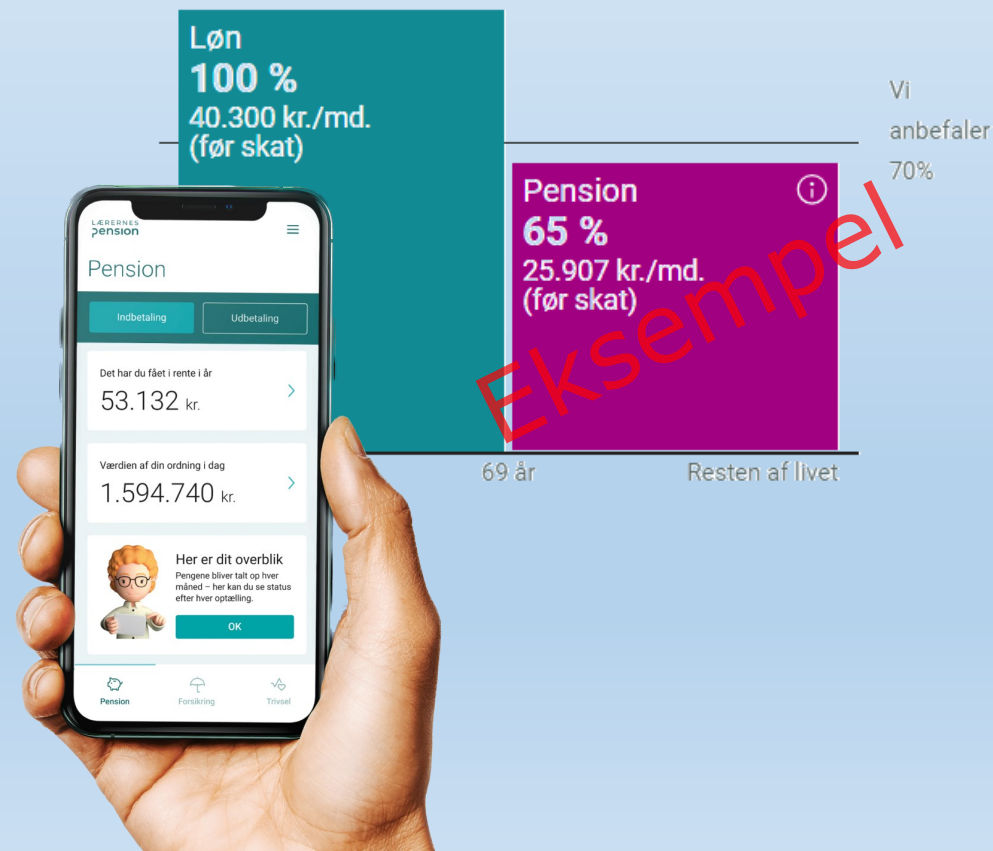 Løn
100 %
40.300 kr./md.
(før skat)
Vi
anbefaler
70%
Pension
65 %
25.907 kr./md.
(før skat)
Eksempel
69 år
Resten af livet
LÆRERNES
pension
Pension
Indbetaling
Udbetaling
Det har du fået i rente i år
53.132 kr.
Værdien af din ordning i dag
1.594.740 kr.
Her er dit overblik
Pengene bliver talt op hver
måned – her kan du se status
efter hver optælling.
OK
Pension
Forsikring
Trivsel